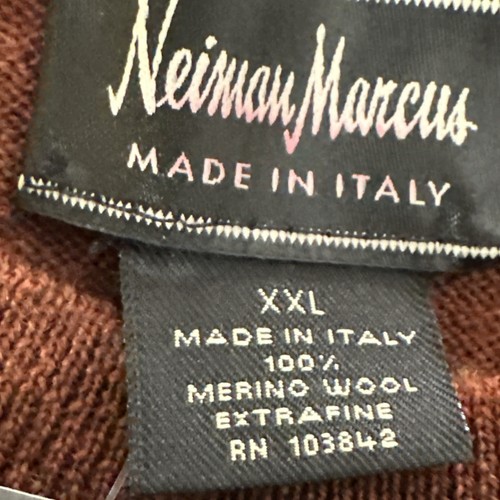 Neiman Marcus
MADE IN ITALY
XXL
MADE IN ITALY
100%
MERINO WOOL
EXTRAFINE
RN 103842